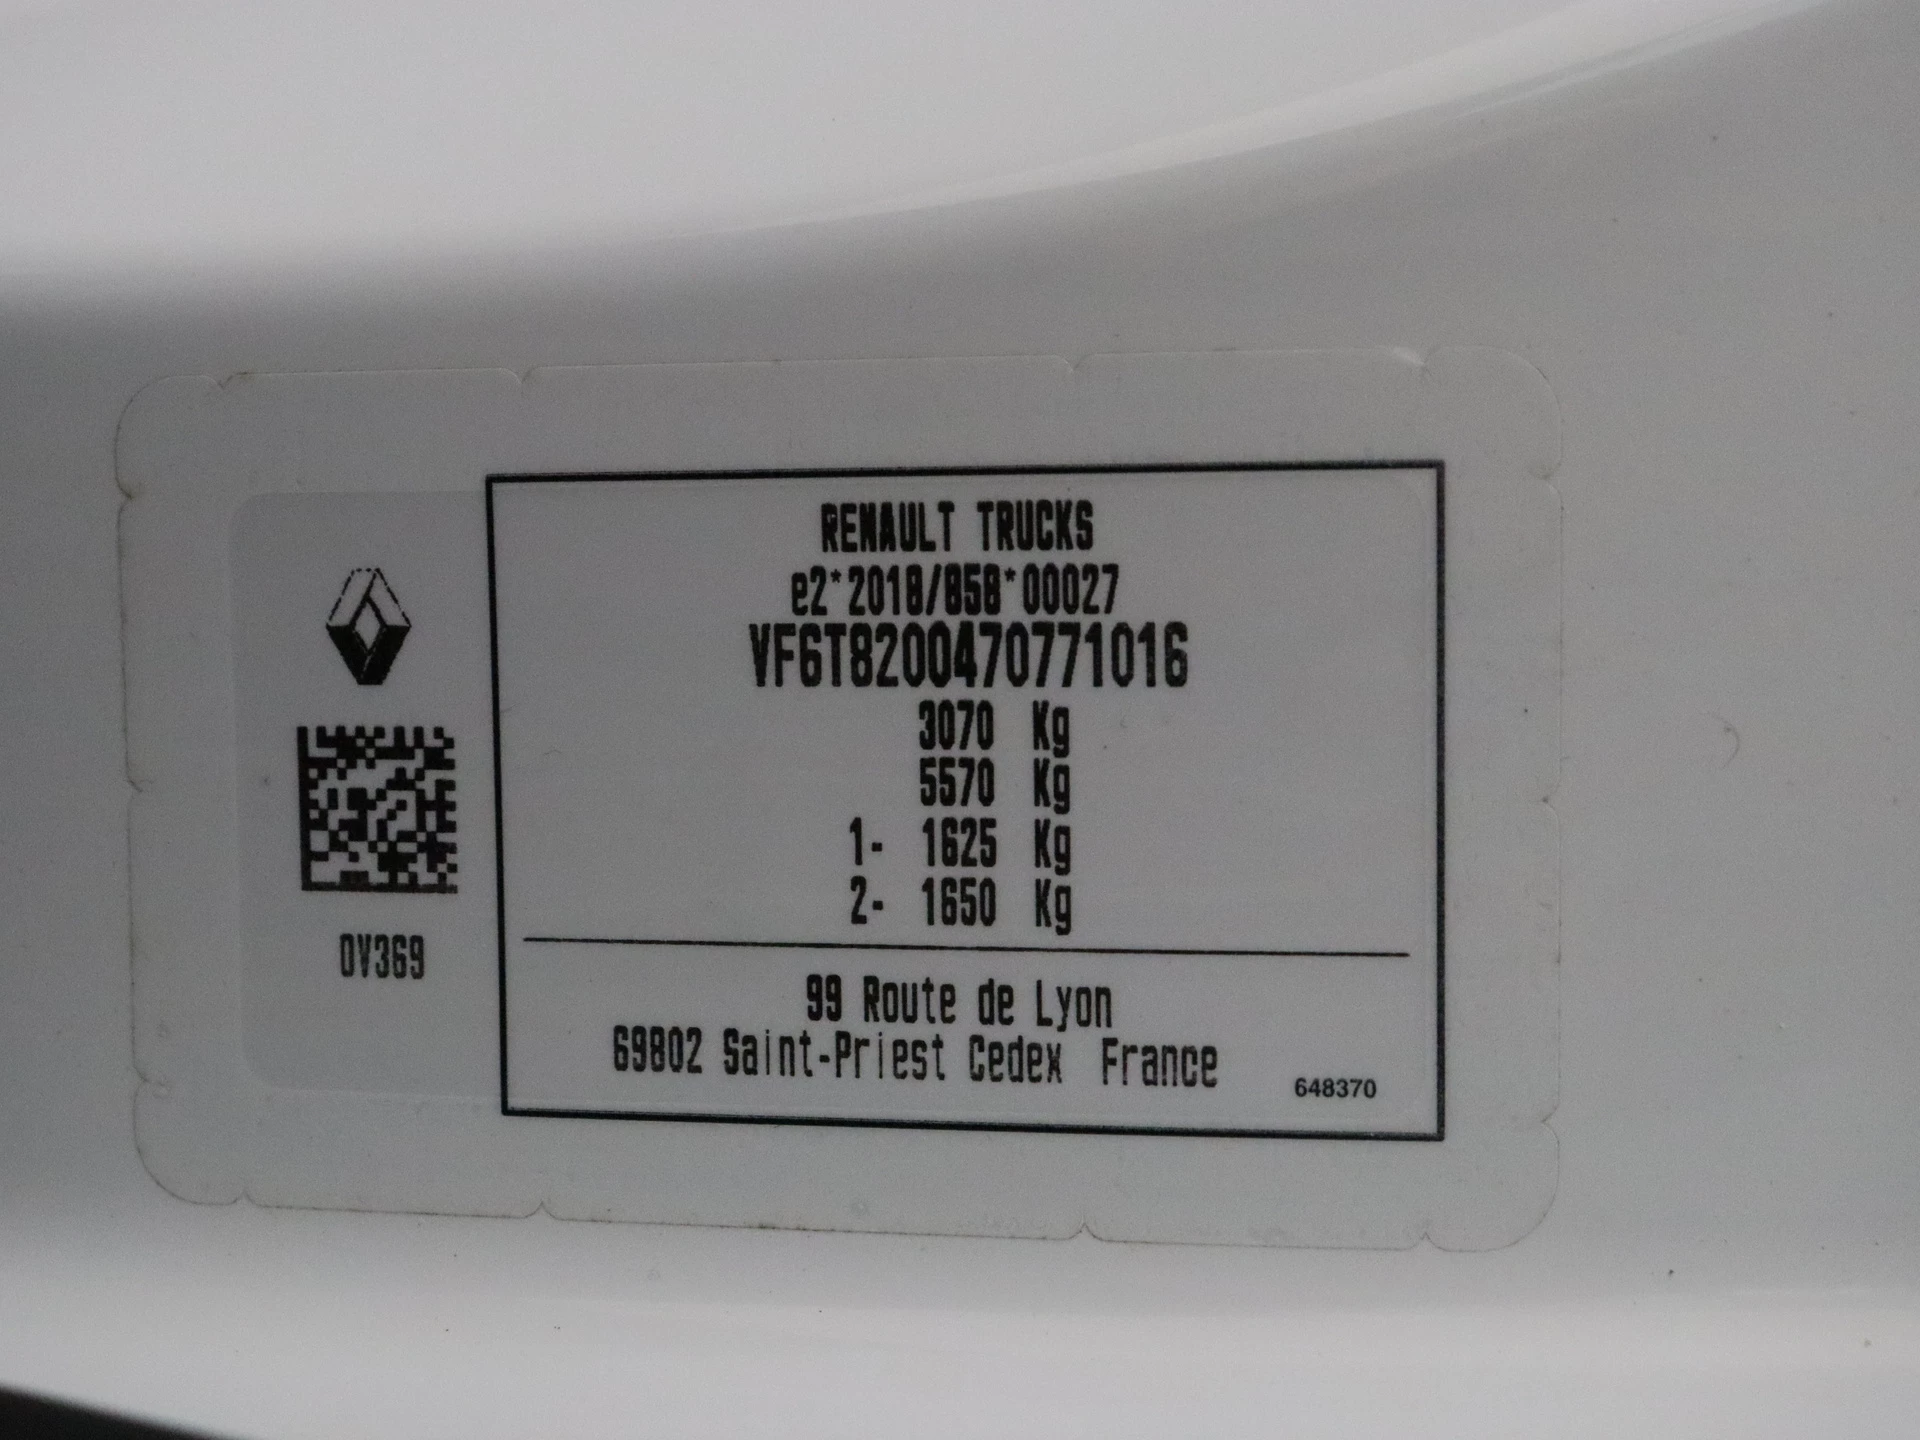 RENAULT TRUCKS
e2*2018/858*00027
VF6T8200470771016
3070 Kg
5570 Kg
1- 1625 Kg
2- 1650 Kg
0V369
99 Route de Lyon
69802 Saint-Priest Cedex France
648370